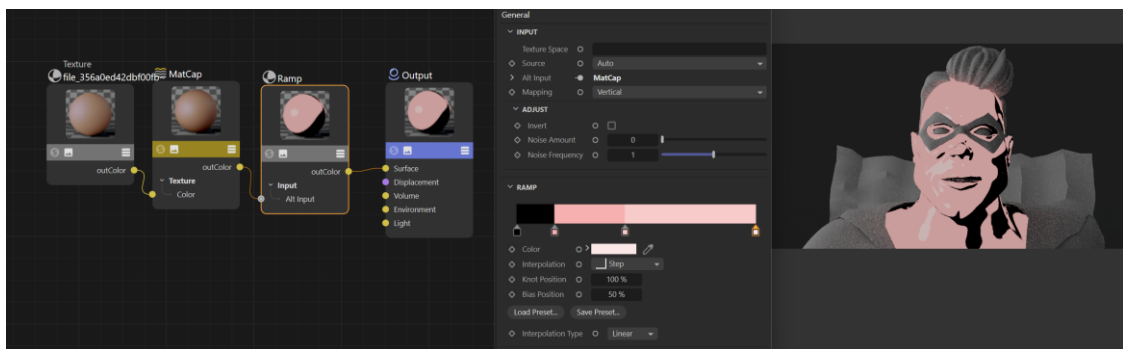 Texture
file_356a0ed42dbf00fb
MatCap
Ramp
Output
outColor
outColor
Texture
Color
outColor
Input
Alt Input
Surface
Displacement
Volume
Environment
Light
General
INPUT
Texture Space
Source Auto
Alt Input MatCap
Mapping Vertical
ADJUST
Invert
Noise Amount 0
Noise Frequency 1
RAMP
Color
Interpolation Step
Knot Position 100 %
Bias Position 50 %
Load Preset... Save Preset...
Interpolation Type Linear